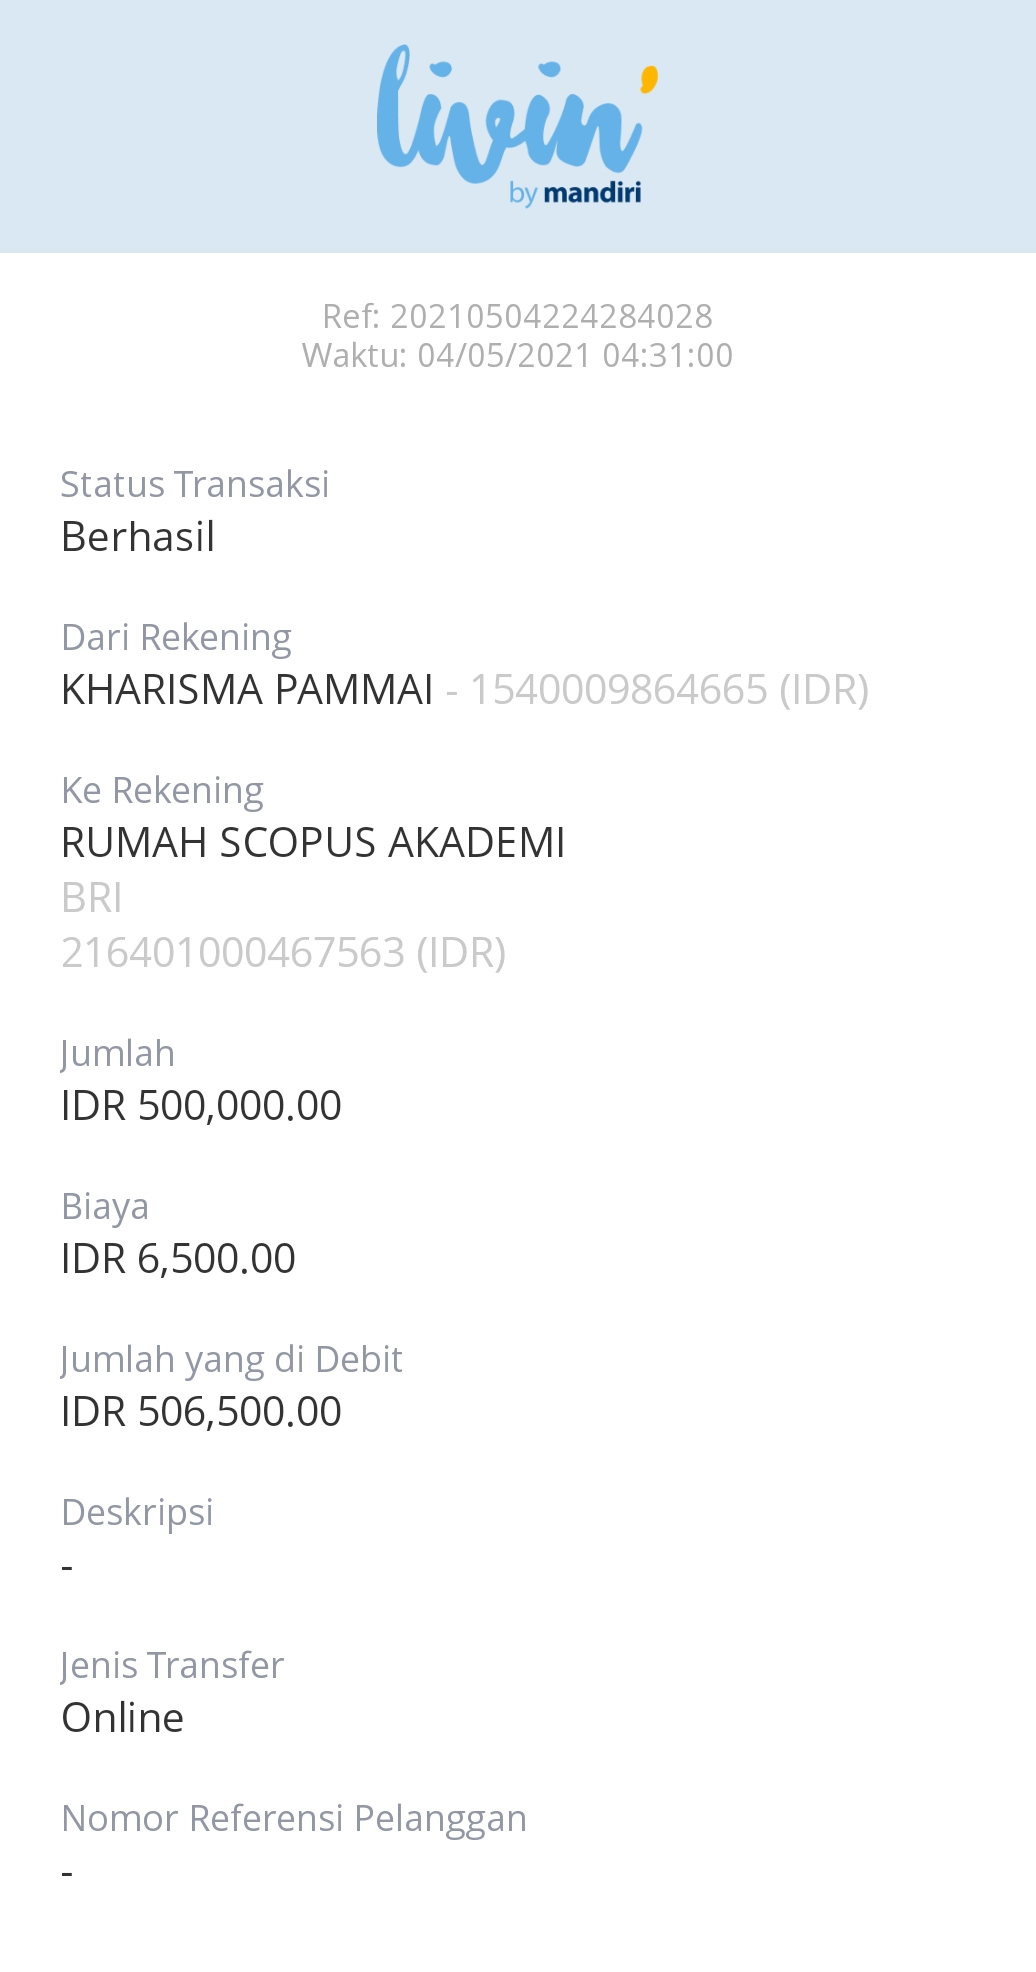 livin'
by mandiri
Ref: 20210504224284028
Waktu: 04/05/2021 04:31:00
Status Transaksi
Berhasil
Dari Rekening
KHARISMA PAMMAI - 1540009864665 (IDR)
Ke Rekening
RUMAH SCOPUS AKADEMI
BRI
216401000467563 (IDR)
Jumlah
IDR 500,000.00
Biaya
IDR 6,500.00
Jumlah yang di Debit
IDR 506,500.00
Deskripsi
-
Jenis Transfer
Online
Nomor Referensi Pelanggan
-